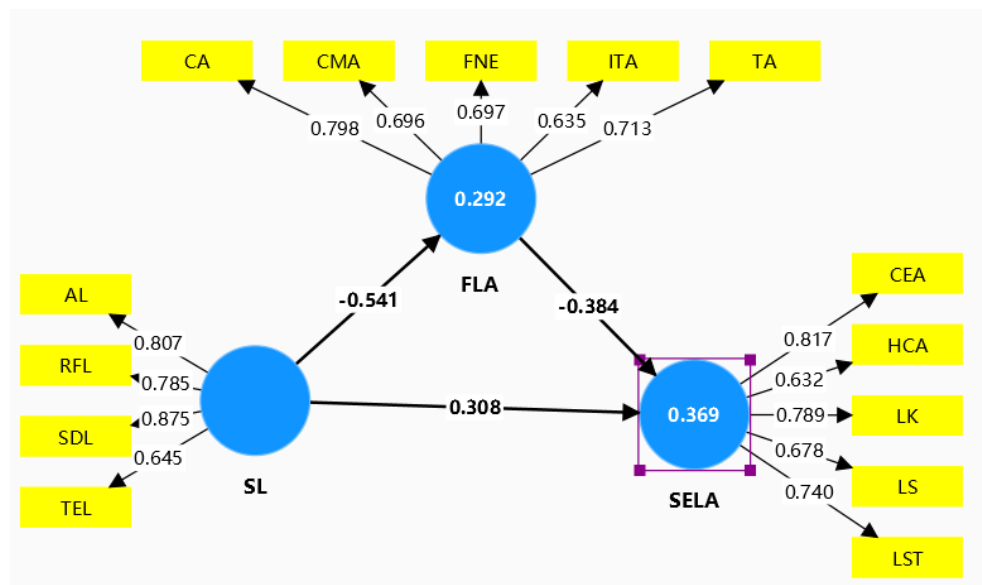 CA CMA FNE ITA TA
0.798 0.696 0.697 0.635 0.713
0.292
FLA
-0.541 -0.384
AL
RFL
SDL
TEL
0.807
0.785
0.875
0.645
SL
0.308
0.369
SELA
0.817
0.632
0.789
0.678
0.740
CEA
HCA
LK
LS
LST